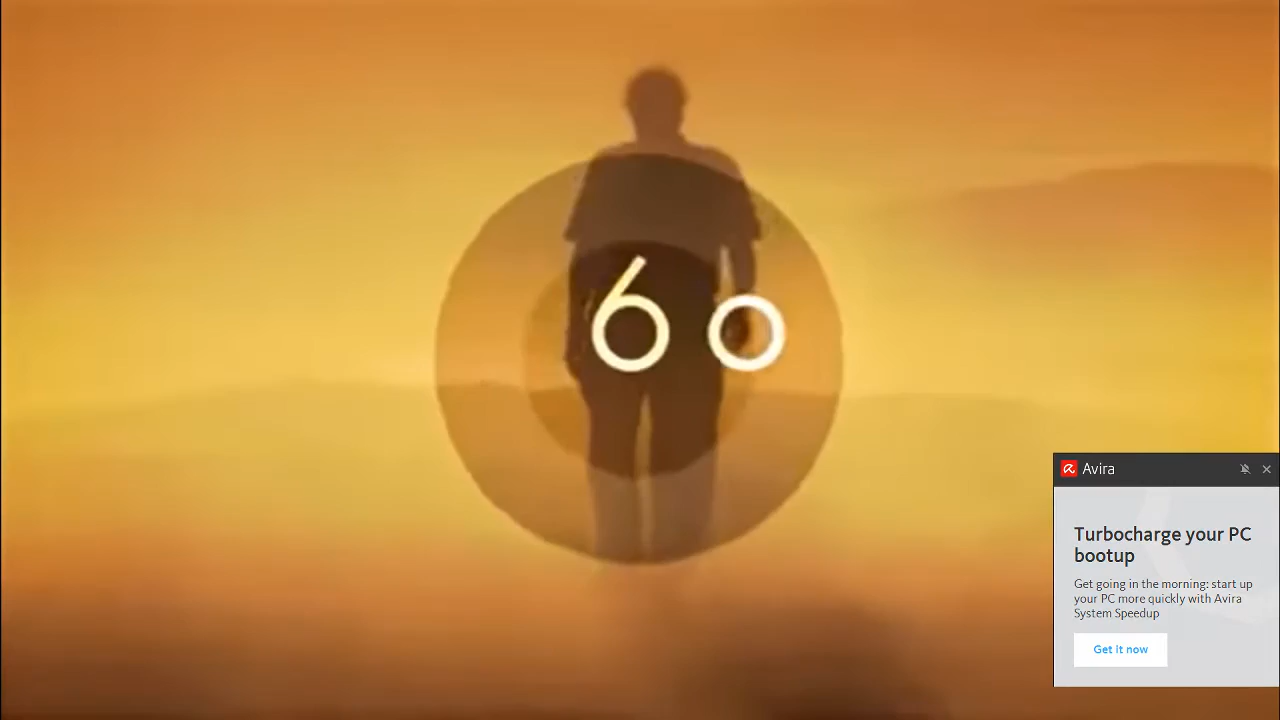 60
Avira
Turbocharge your PC
bootup
Get going in the morning: start up
your PC more quickly with Avira
System Speedup
Get it now